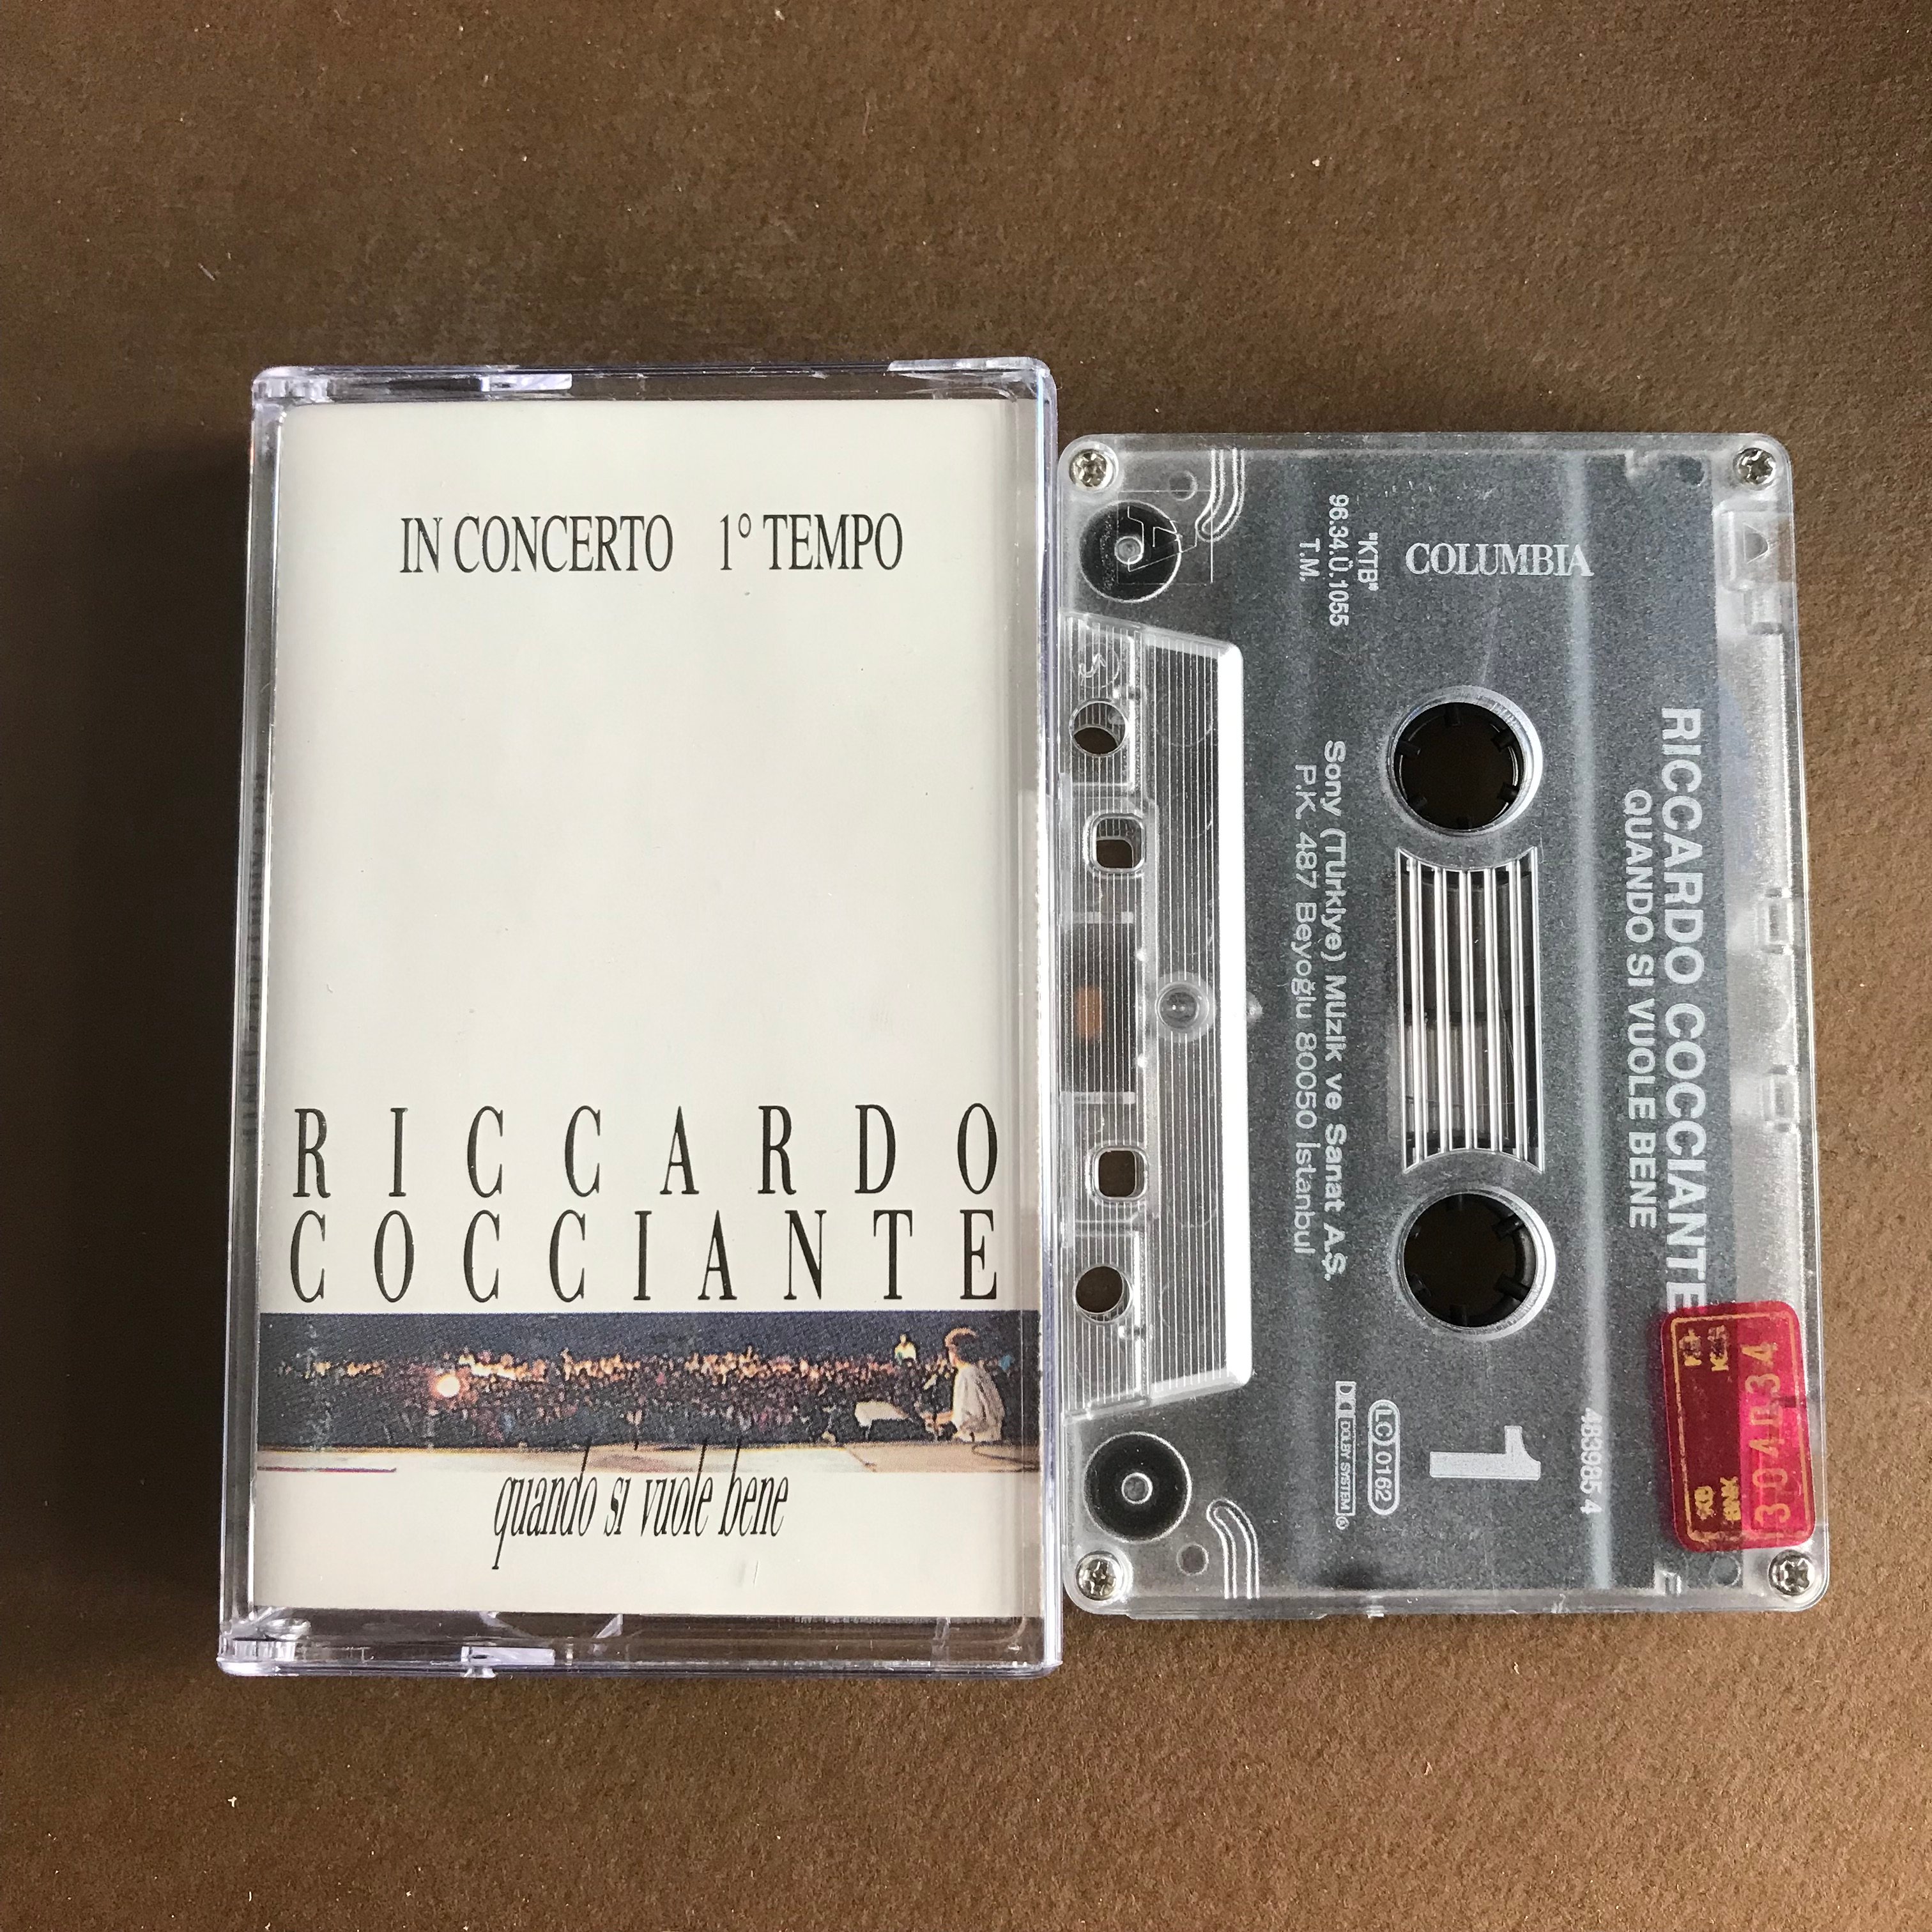 IN CONCERTO 1° TEMPO
RICCARDO
COCCIANTE
quando si vuole bene
RICCARDO COCCIANTE
QUANDO SI VUOLE BENE
COLUMBIA
"KTB"
96.34.Ü.1055
T.M.
Sony (Türkiye) Müzik ve Sanat A.Ş.
P.K. 487 Beyoğlu 80050 İstanbul
483985 4
1
LC 0162
DOLBY SYSTEM
304034